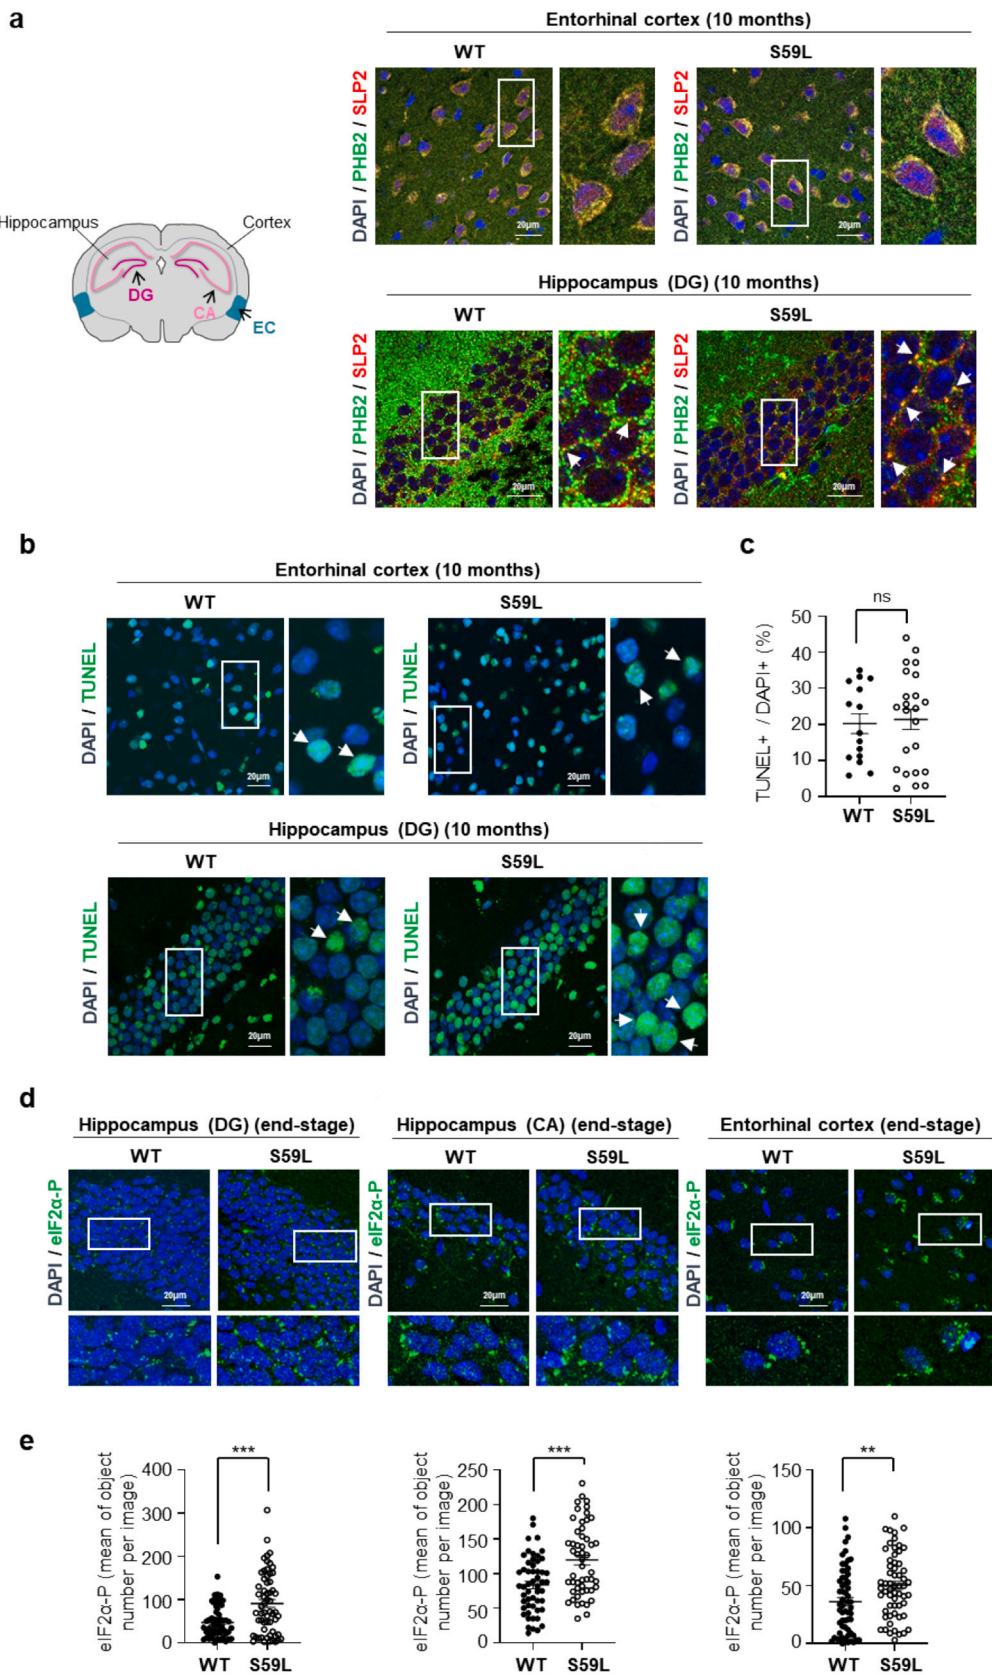 a
Entorhinal cortex (10 months)
WT
S59L
DAPI / PHB2 / SLP2
20µm
DAPI / PHB2 / SLP2
20µm
Hippocampus
Cortex
DG
CA
EC
Hippocampus (DG) (10 months)
WT
S59L
DAPI / PHB2 / SLP2
20µm
DAPI / PHB2 / SLP2
20µm
b
Entorhinal cortex (10 months)
WT
S59L
DAPI / TUNEL
20µm
DAPI / TUNEL
20µm
Hippocampus (DG) (10 months)
WT
S59L
DAPI / TUNEL
20µm
DAPI / TUNEL
20µm
c
ns
TUNEL+ / DAPI+ (%)
50
40
30
20
10
0
WT
S59L
d
Hippocampus (DG) (end-stage)
WT
S59L
DAPI / eIF2α-P
20µm
Hippocampus (CA) (end-stage)
WT
S59L
DAPI / eIF2α-P
20µm
Entorhinal cortex (end-stage)
WT
S59L
DAPI / eIF2α-P
20µm
e
***
eIF2α-P (mean of object
number per image)
400
300
200
100
0
WT
S59L
***
eIF2α-P (mean of object
number per image)
250
200
150
100
50
0
WT
S59L
**
eIF2α-P (mean of object
number per image)
150
100
50
0
WT
S59L